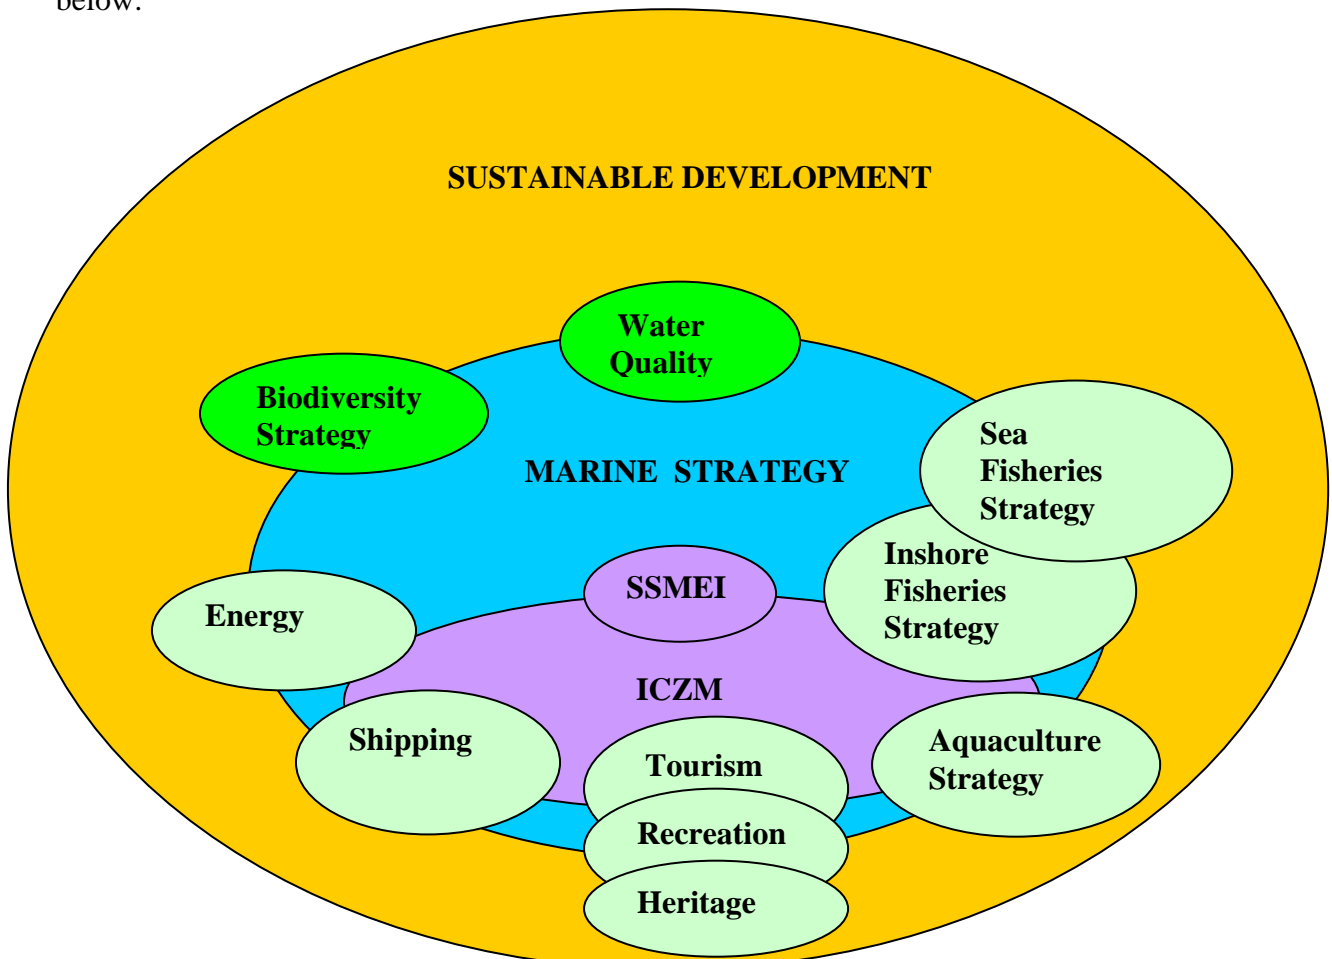 below:
SUSTAINABLE DEVELOPMENT
Water
Quality
Biodiversity
Strategy
Sea
Fisheries
Strategy
MARINE STRATEGY
Inshore
Fisheries
Strategy
SSMEI
Energy
ICZM
Shipping
Tourism
Aquaculture
Strategy
Recreation
Heritage